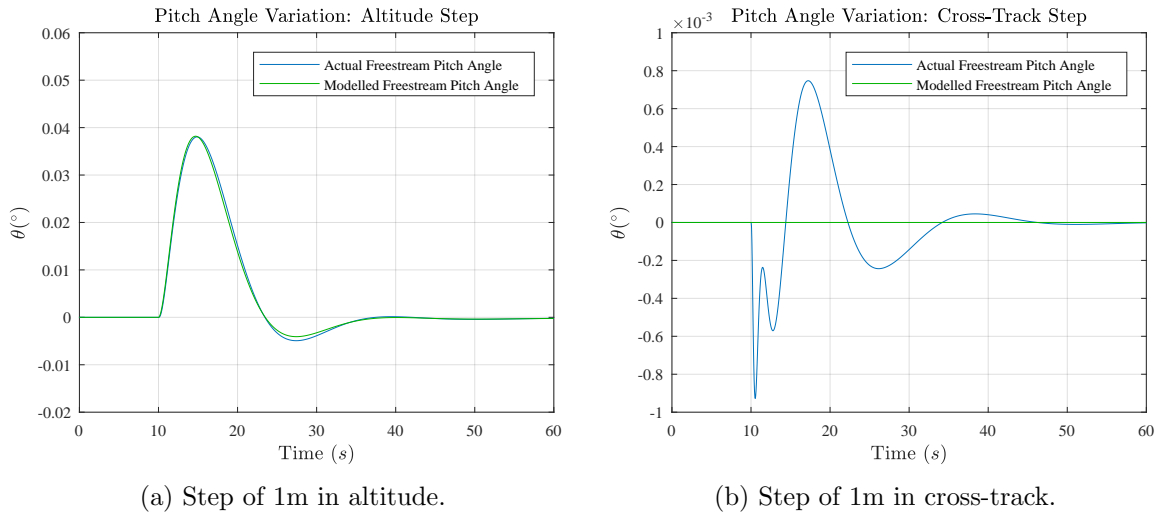 Pitch Angle Variation: Altitude Step
0.06
0.05
0.04
0.03
0.02
0.01
0
-0.01
-0.02
θ(°)
Actual Freestream Pitch Angle
Modelled Freestream Pitch Angle
0 10 20 30 40 50 60
Time (s)
(a) Step of 1m in altitude.
Pitch Angle Variation: Cross-Track Step
×10⁻³
1
0.8
0.6
0.4
0.2
0
-0.2
-0.4
-0.6
-0.8
-1
θ(°)
Actual Freestream Pitch Angle
Modelled Freestream Pitch Angle
0 10 20 30 40 50 60
Time (s)
(b) Step of 1m in cross-track.